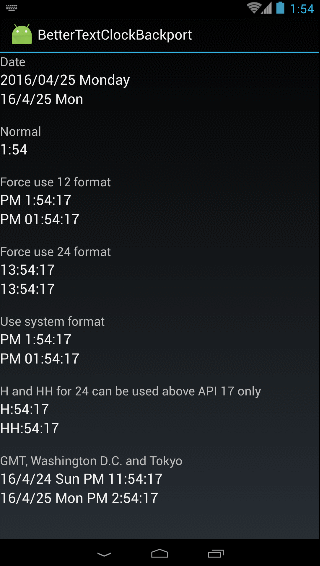 1:54
BetterTextClockBackport
Date
2016/04/25 Monday
16/4/25 Mon
Normal
1:54
Force use 12 format
PM 1:54:17
PM 01:54:17
Force use 24 format
13:54:17
13:54:17
Use system format
PM 1:54:17
PM 01:54:17
H and HH for 24 can be used above API 17 only
H:54:17
HH:54:17
GMT, Washington D.C. and Tokyo
16/4/24 Sun PM 11:54:17
16/4/25 Mon PM 2:54:17